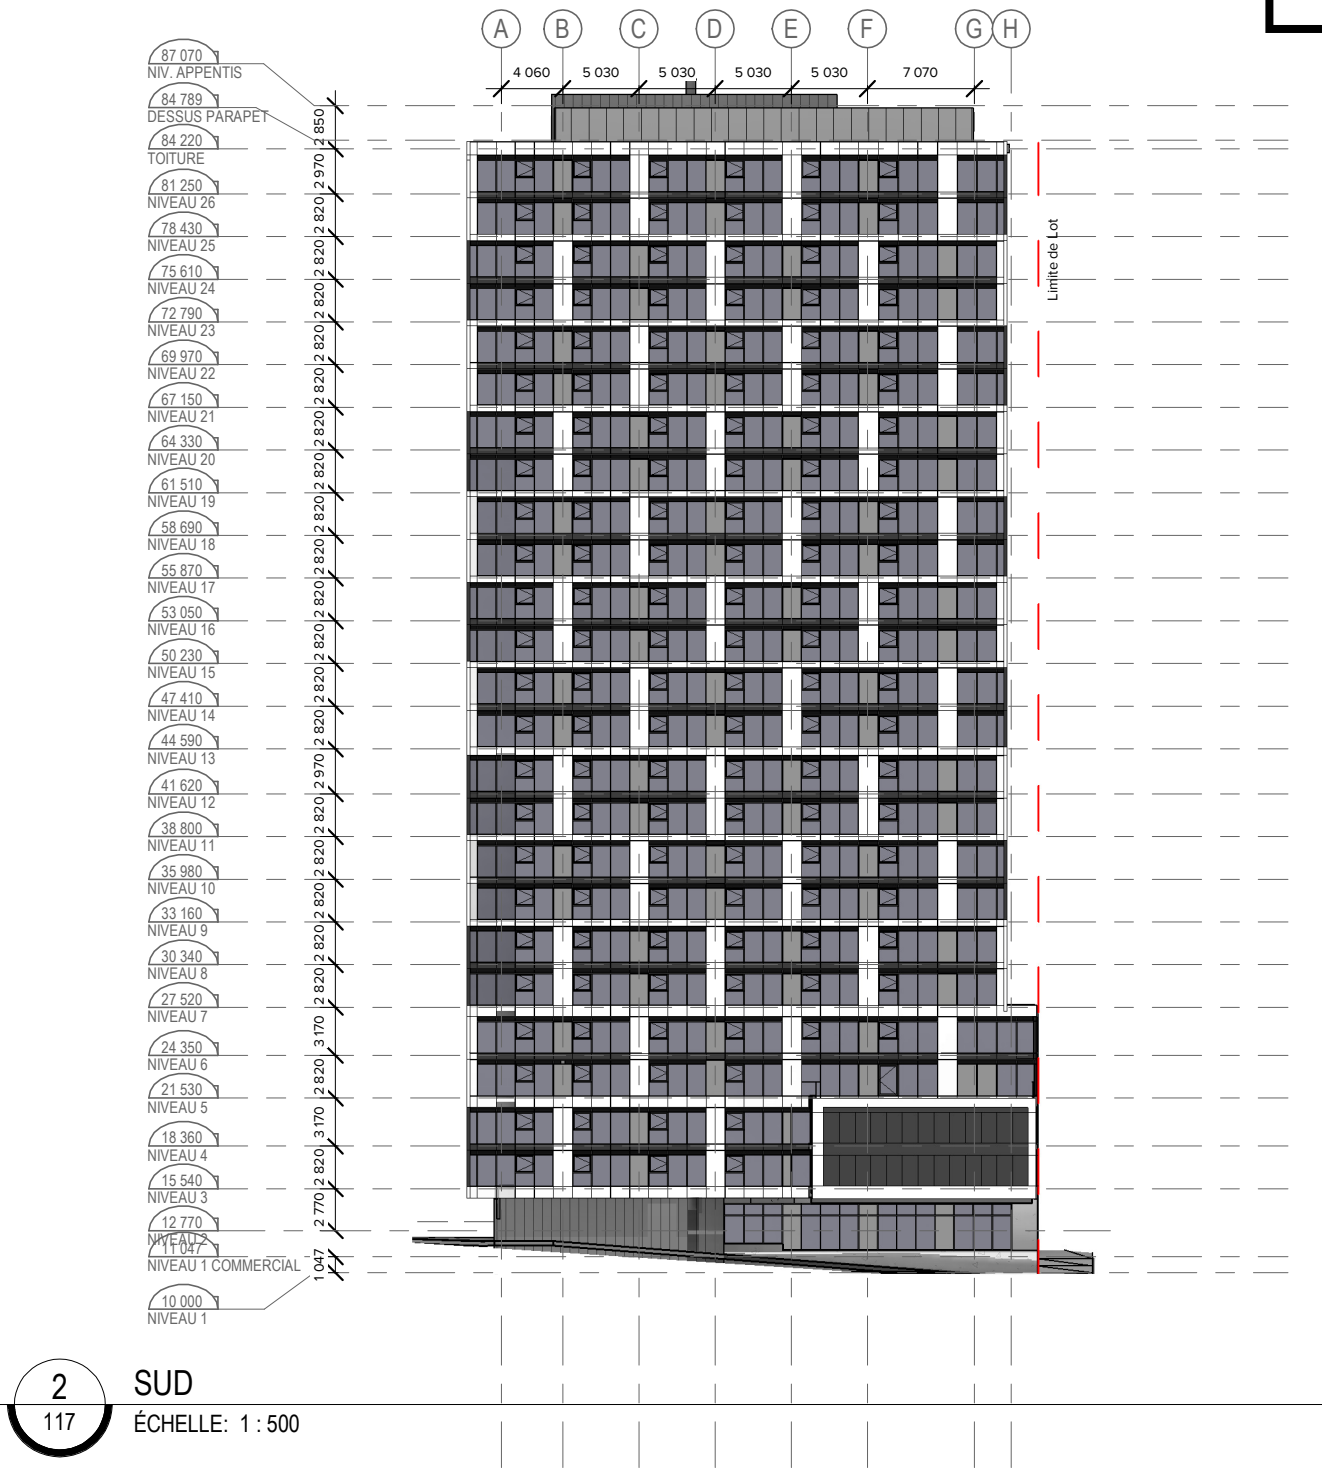 A B C D E F G H
4 060 5 030 5 030 5 030 5 030 7 070
87 070
NIV. APPENTIS
84 789
DESSUS PARAPET
2 850
84 220
TOITURE
2 970
81 250
NIVEAU 26
2 820
78 430
NIVEAU 25
2 820
75 610
NIVEAU 24
2 820
72 790
NIVEAU 23
2 820
69 970
NIVEAU 22
2 820
67 150
NIVEAU 21
2 820
64 330
NIVEAU 20
2 820
61 510
NIVEAU 19
2 820
58 690
NIVEAU 18
2 820
55 870
NIVEAU 17
2 820
53 050
NIVEAU 16
2 820
50 230
NIVEAU 15
2 820
47 410
NIVEAU 14
2 820
44 590
NIVEAU 13
2 970
41 620
NIVEAU 12
2 820
38 800
NIVEAU 11
2 820
35 980
NIVEAU 10
2 820
33 160
NIVEAU 9
2 820
30 340
NIVEAU 8
2 820
27 520
NIVEAU 7
3170
24 350
NIVEAU 6
2 820
21 530
NIVEAU 5
3 170
18 360
NIVEAU 4
2 820
15 540
NIVEAU 3
2 770
12 770
NIVEAU 2
11 047
NIVEAU 1 COMMERCIAL
1 047
10 000
NIVEAU 1
Limite de Lot
2
117
SUD
ÉCHELLE: 1 : 500